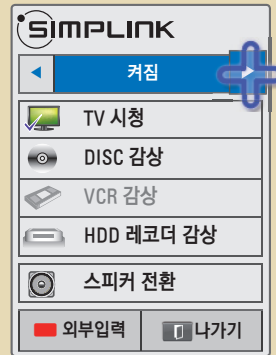 SIMPLINK
켜짐
TV 시청
DISC 감상
VCR 감상
HDD 레코더 감상
스피커 전환
외부입력 나가기